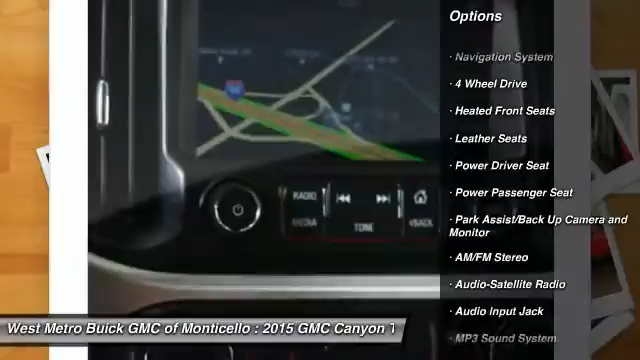 Options
· Navigation System
· 4 Wheel Drive
· Heated Front Seats
· Leather Seats
· Power Driver Seat
· Power Passenger Seat
· Park Assist/Back Up Camera and
Monitor
· AM/FM Stereo
· Audio-Satellite Radio
· Audio Input Jack
· MP3 Sound System
RADIO
MEDIA
TONE
BACK
West Metro Buick GMC of Monticello : 2015 GMC Canyon